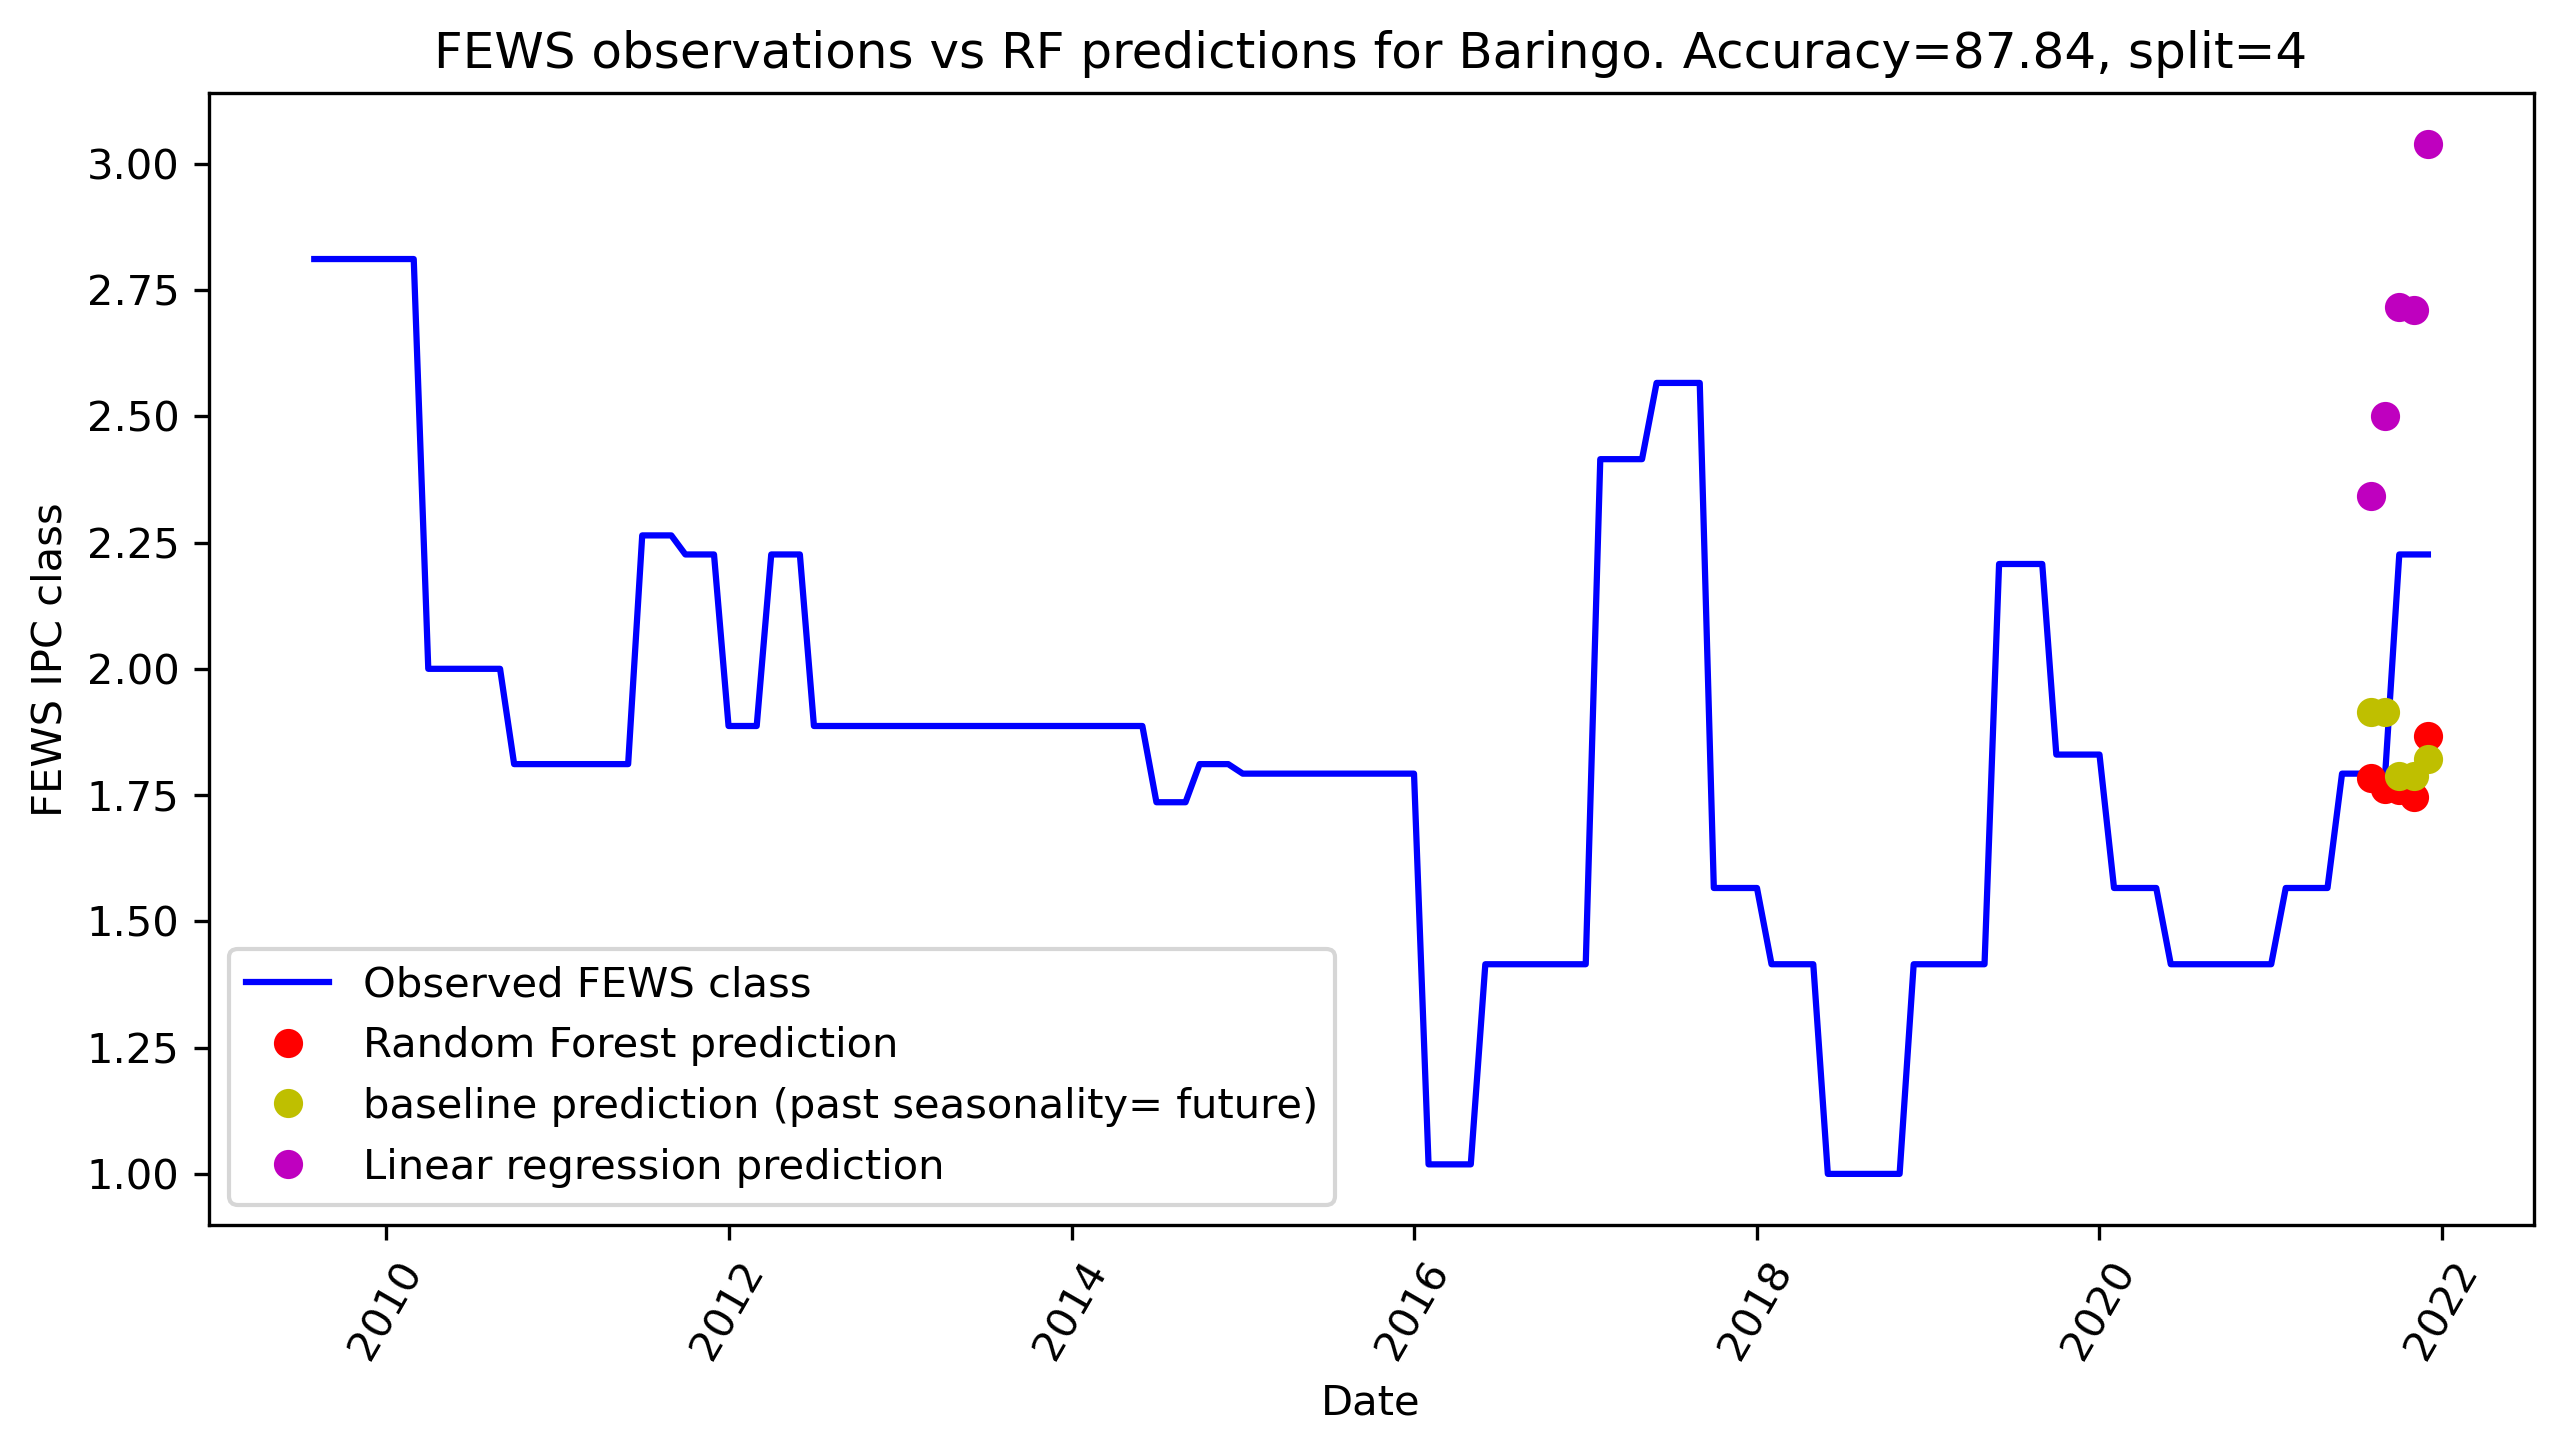 FEWS observations vs RF predictions for Baringo. Accuracy=87.84, split=4
FEWS IPC class
3.00
2.75
2.50
2.25
2.00
1.75
1.50
1.25
1.00
Observed FEWS class
Random Forest prediction
baseline prediction (past seasonality= future)
Linear regression prediction
2010
2012
2014
2016
2018
2020
2022
Date